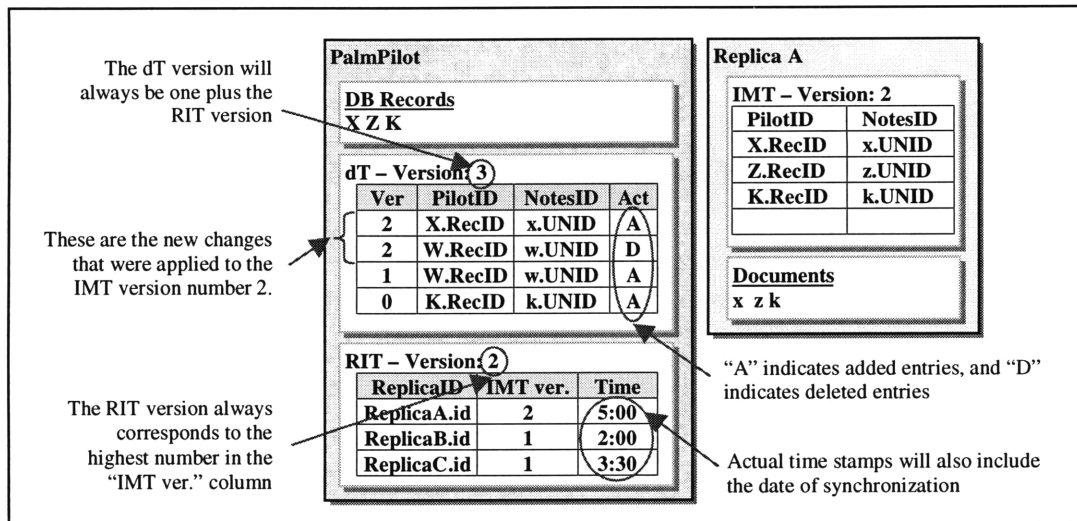 The dT version will
always be one plus the
RIT version
These are the new changes
that were applied to the
IMT version number 2.
The RIT version always
corresponds to the
highest number in the
“IMT ver.” column
PalmPilot
DB Records
X Z K
dT – Version: 3
Ver PilotID NotesID Act
2 X.RecID x.UNID A
2 W.RecID w.UNID D
1 W.RecID w.UNID A
0 K.RecID k.UNID A
RIT – Version: 2
ReplicaID IMT ver. Time
ReplicaA.id 2 5:00
ReplicaB.id 1 2:00
ReplicaC.id 1 3:30
Replica A
IMT – Version: 2
PilotID NotesID
X.RecID x.UNID
Z.RecID z.UNID
K.RecID k.UNID
Documents
x z k
“A” indicates added entries, and “D”
indicates deleted entries
Actual time stamps will also include
the date of synchronization